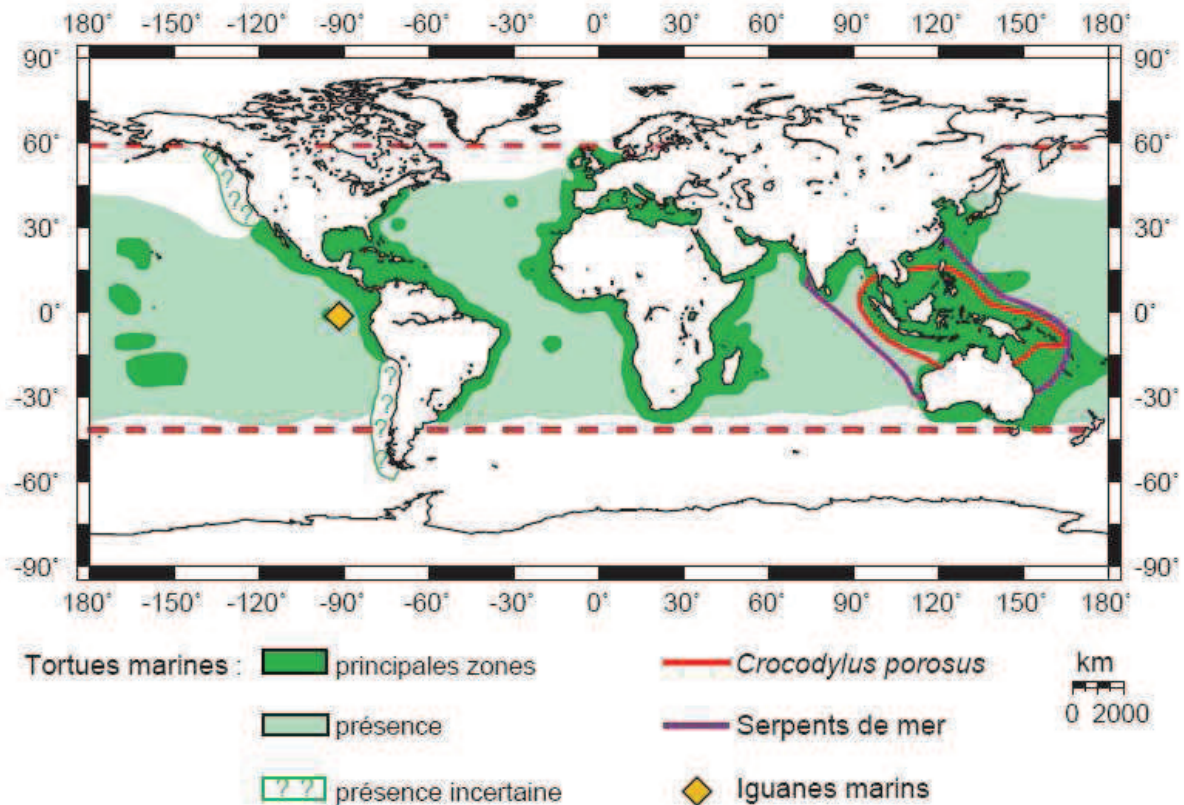 180° -150° -120° -90° -60° -30° 0° 30° 60° 90° 120° 150° 180°
90° 90°
60° 60°
30° 30°
0° 0°
-30° -30°
-60° -60°
-90° -90°
180° -150° -120° -90° -60° -30° 0° 30° 60° 90° 120° 150° 180°
? ? ? ? ?
? ? ? ?
Tortues marines : principales zones Crocodylus porosus km
présence Serpents de mer 0 2000
? ? présence incertaine Iguanes marins